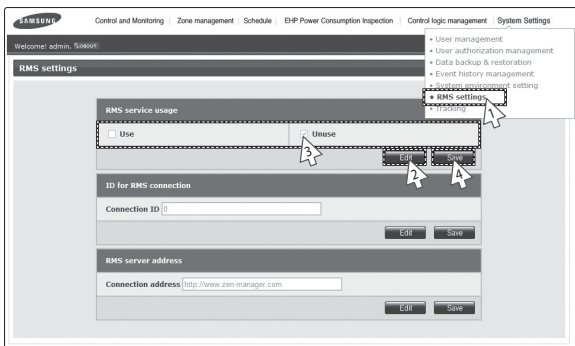 SAMSUNG
Control and Monitoring | Zone management | Schedule | EHP Power Consumption Inspection | Control logic management | System Settings
Welcome! admin. LOGOUT
• User management
• User authorization management
• Data backup & restoration
• Event history management
• System environment setting
• RMS settings
• Tracking
1
RMS settings
RMS service usage
Use
Unuse
3
Edit Save
2 4
ID for RMS connection
Connection ID
Edit Save
RMS server address
Connection address http://www.zen-manager.com
Edit Save